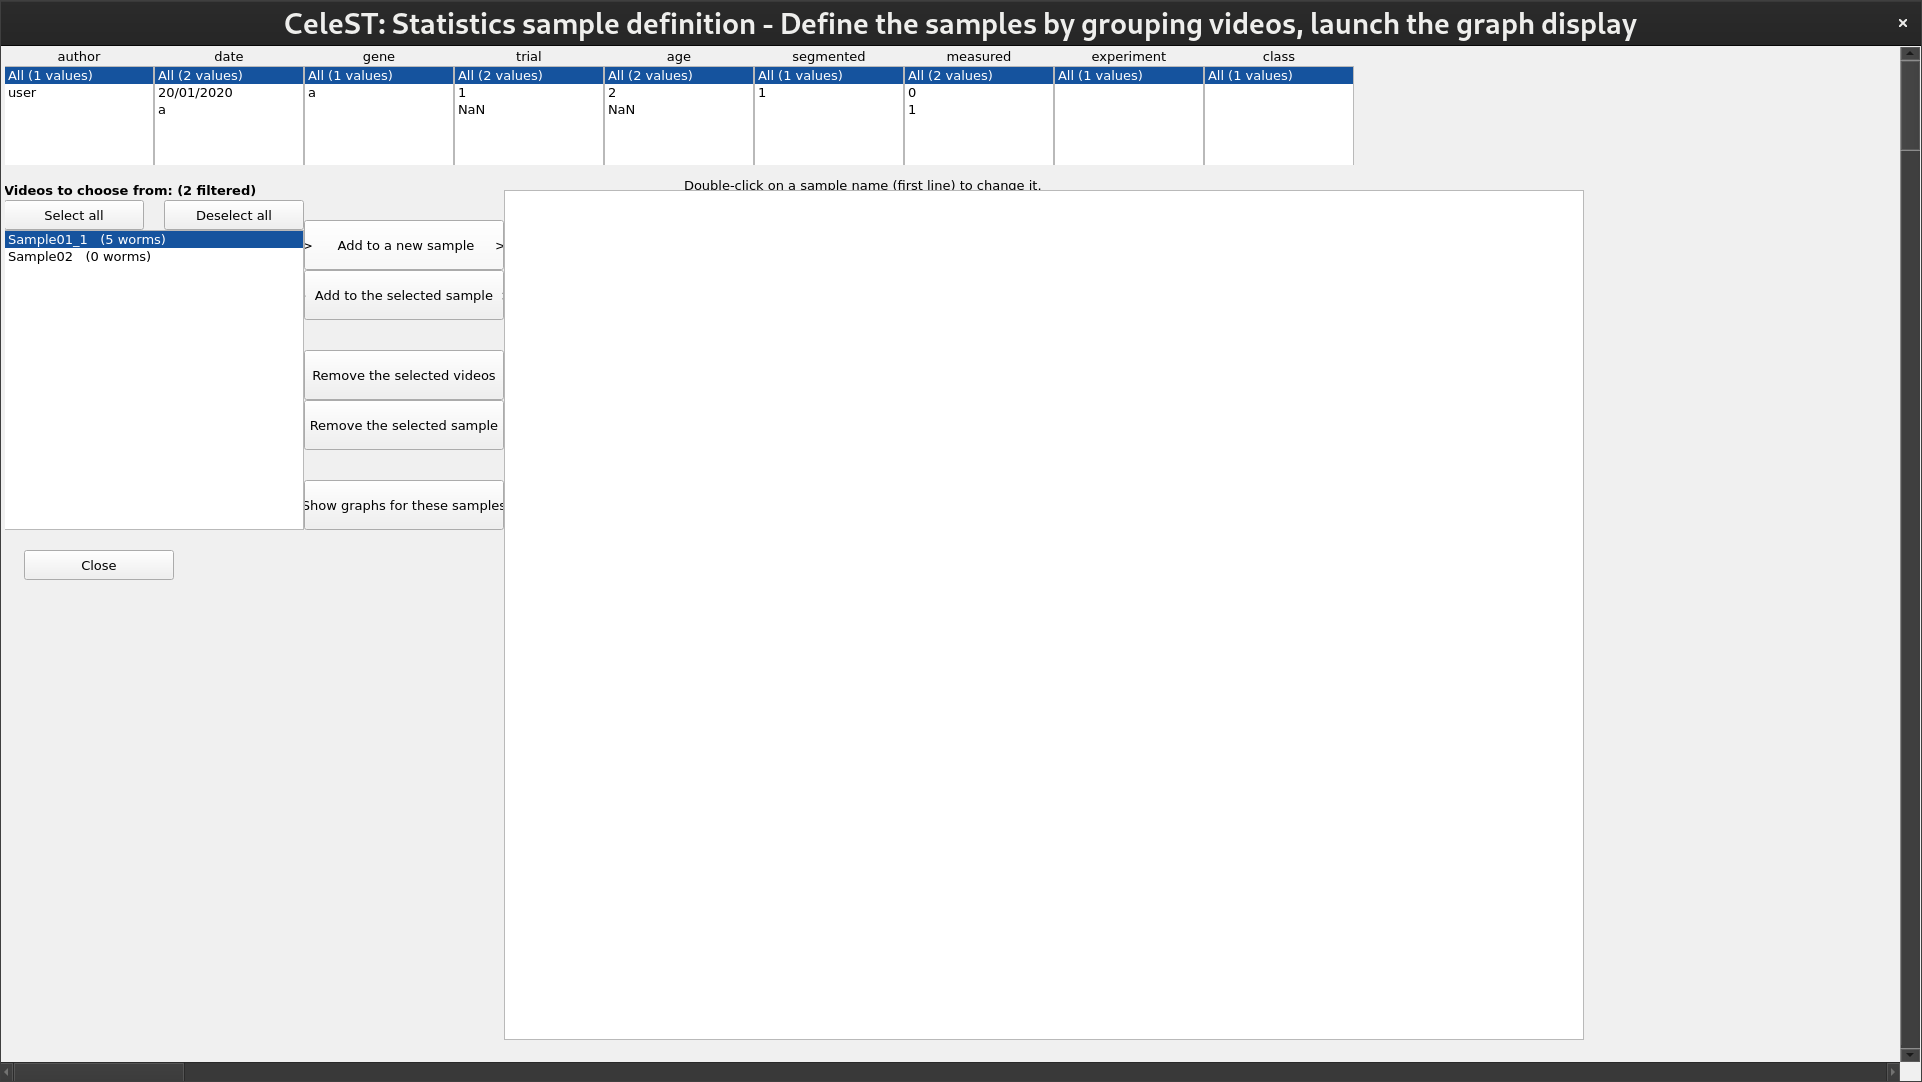 CeleST: Statistics sample definition - Define the samples by grouping videos, launch the graph display
×
author date gene trial age segmented measured experiment class
All (1 values) All (2 values) All (1 values) All (2 values) All (2 values) All (1 values) All (2 values) All (1 values) All (1 values)
user 20/01/2020 a 1 2 1 0
a NaN NaN 1
Videos to choose from: (2 filtered)
Double-click on a sample name (first line) to change it.
Select all Deselect all
Sample01_1 (5 worms)
Sample02 (0 worms)
> Add to a new sample >
Add to the selected sample
Remove the selected videos
Remove the selected sample
Show graphs for these samples
Close